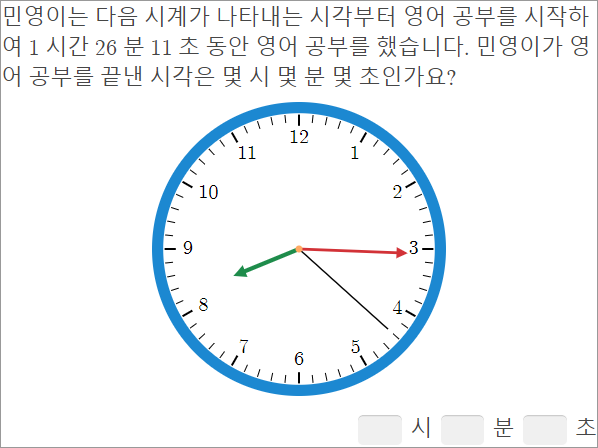 민영이는 다음 시계가 나타내는 시각부터 영어 공부를 시작하
여 1 시간 26 분 11 초 동안 영어 공부를 했습니다. 민영이가 영
어 공부를 끝낸 시각은 몇 시 몇 분 몇 초인가요?
12
11 1
10 2
9 3
8 4
7 5
6
시 분 초